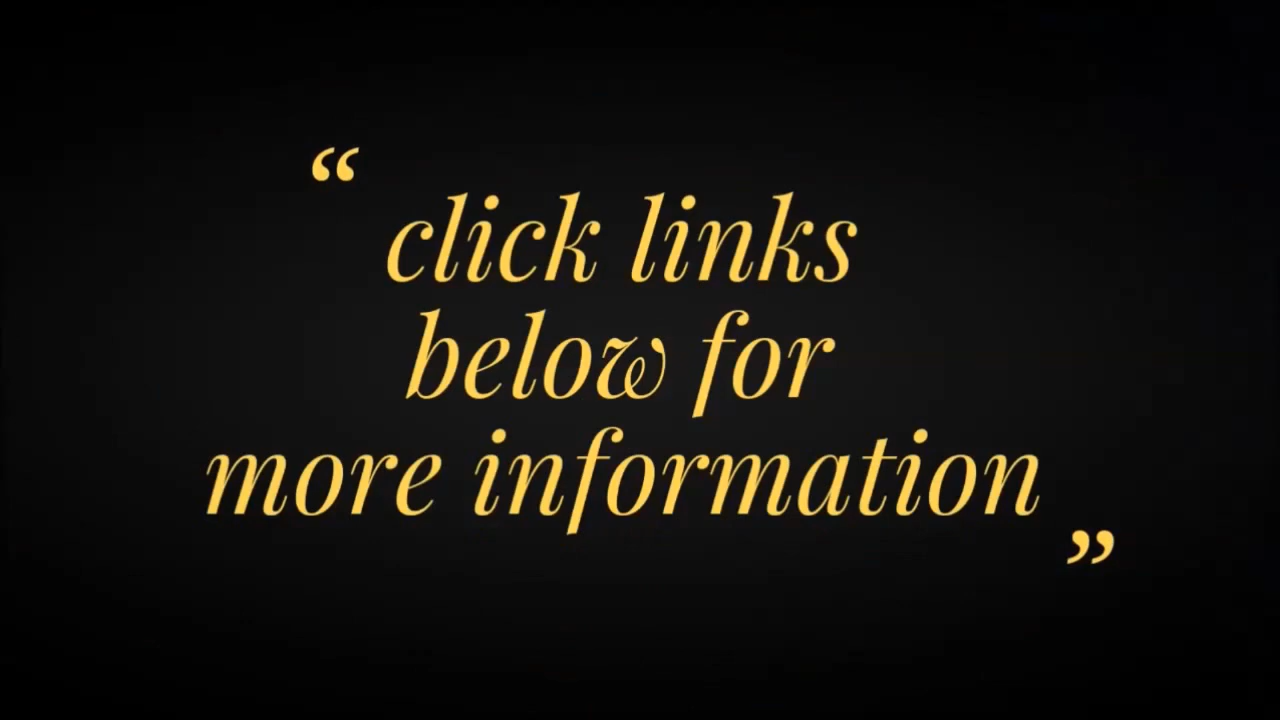 “ click links
below for
more information ”